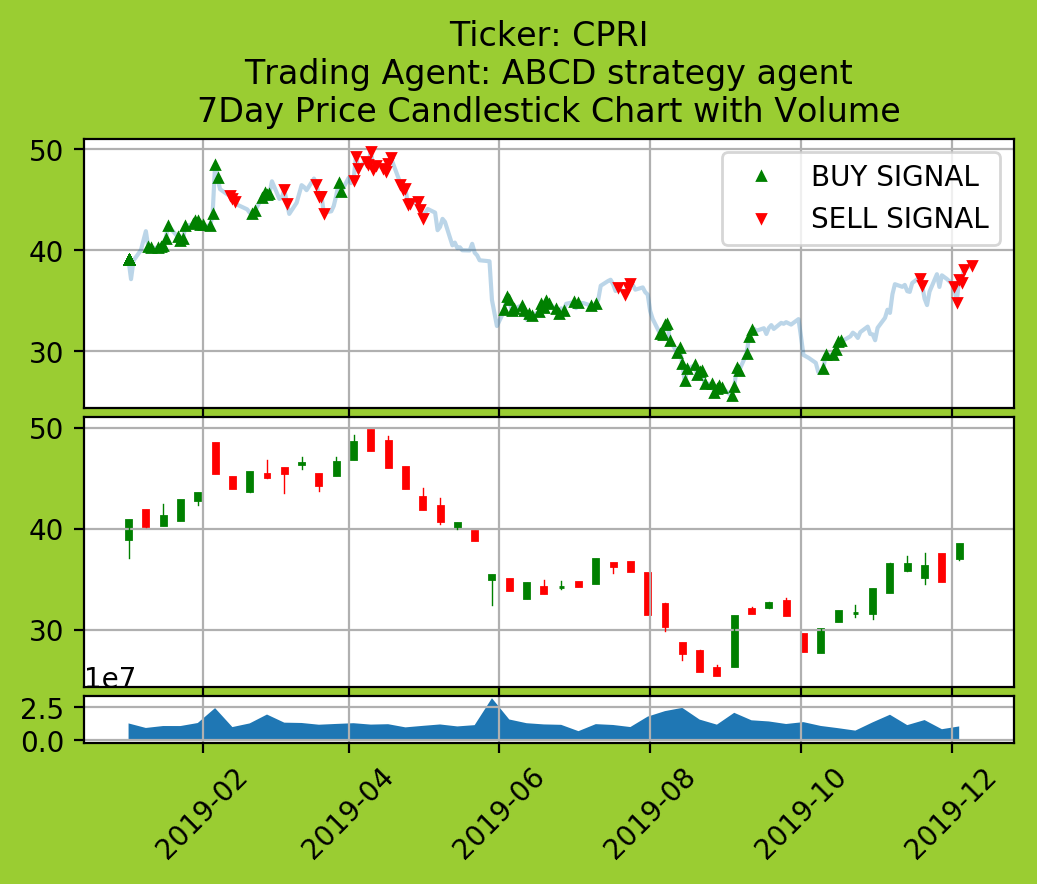 Ticker: CPRI
Trading Agent: ABCD strategy agent
7Day Price Candlestick Chart with Volume
50
40
30
BUY SIGNAL
SELL SIGNAL
50
40
30
1e7
2.5
0.0
2019-02
2019-04
2019-06
2019-08
2019-10
2019-12